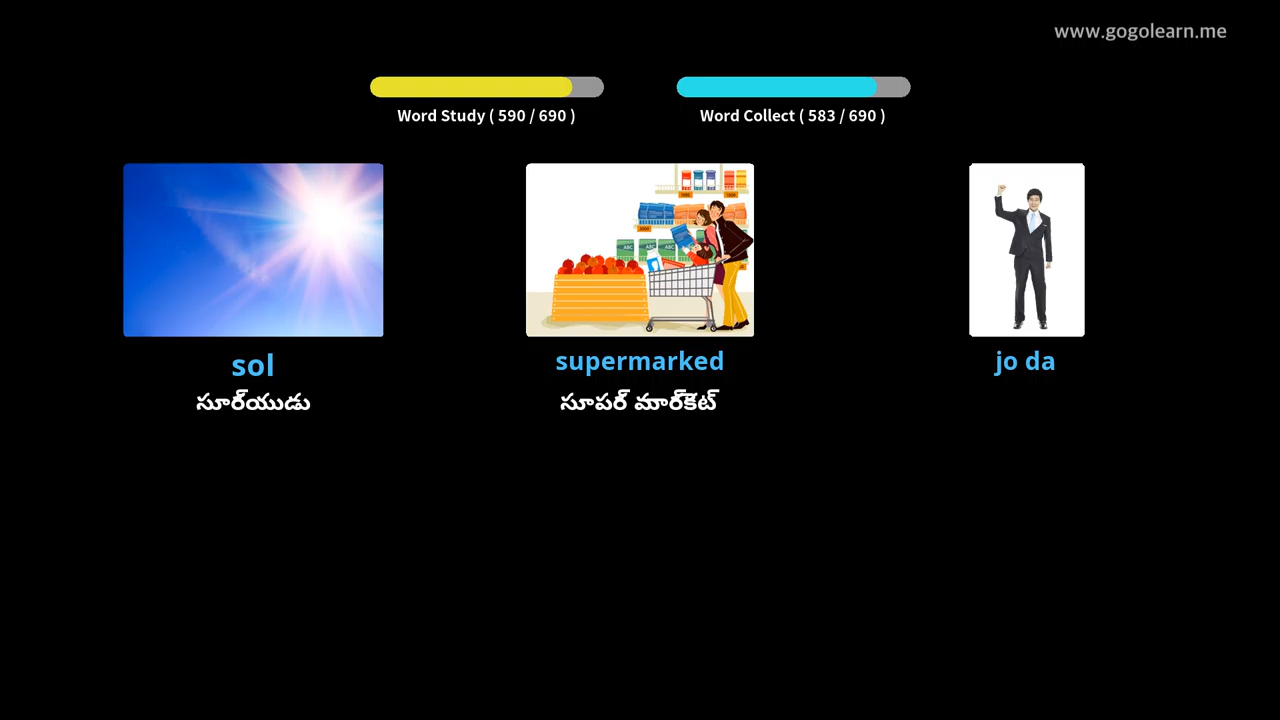 www.gogolearn.me
Word Study ( 590 / 690 )
Word Collect ( 583 / 690 )
sol
supermarked
jo da
సూర్యుడు
సూపర్ మార్కెట్